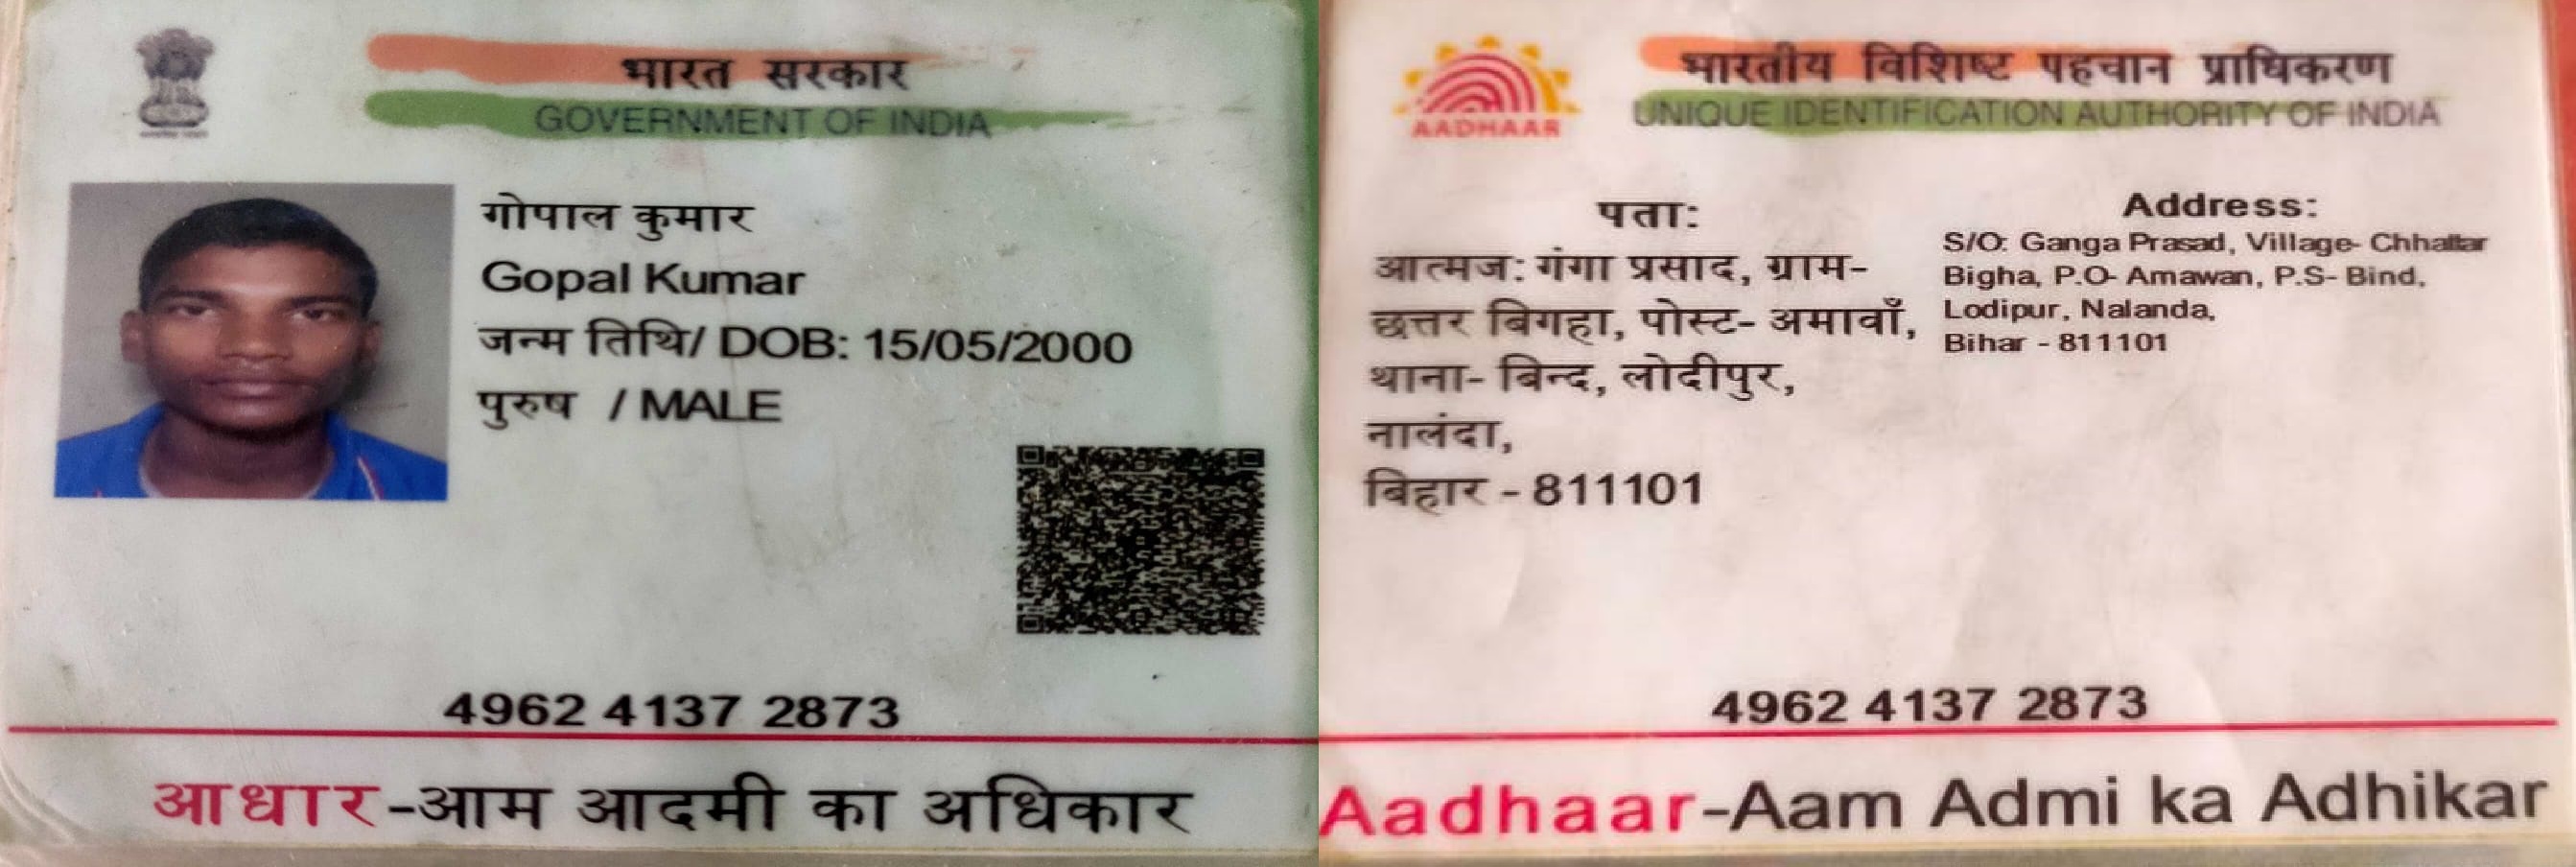 भारत सरकार
GOVERNMENT OF INDIA
गोपाल कुमार
Gopal Kumar
जन्म तिथि/ DOB: 15/05/2000
पुरुष / MALE
4962 4137 2873
आधार-आम आदमी का अधिकार
भारतीय विशिष्ट पहचान प्राधिकरण
UNIQUE IDENTIFICATION AUTHORITY OF INDIA
AADHAAR
पता:
आत्मज: गंगा प्रसाद, ग्राम-
छत्तर बिगहा, पोस्ट- अमावाँ,
थाना- बिन्द, लोदीपुर,
नालंदा,
बिहार - 811101
Address:
S/O: Ganga Prasad, Village- Chhattar
Bigha, P.O- Amawan, P.S- Bind,
Lodipur, Nalanda,
Bihar - 811101
4962 4137 2873
Aadhaar-Aam Admi ka Adhikar